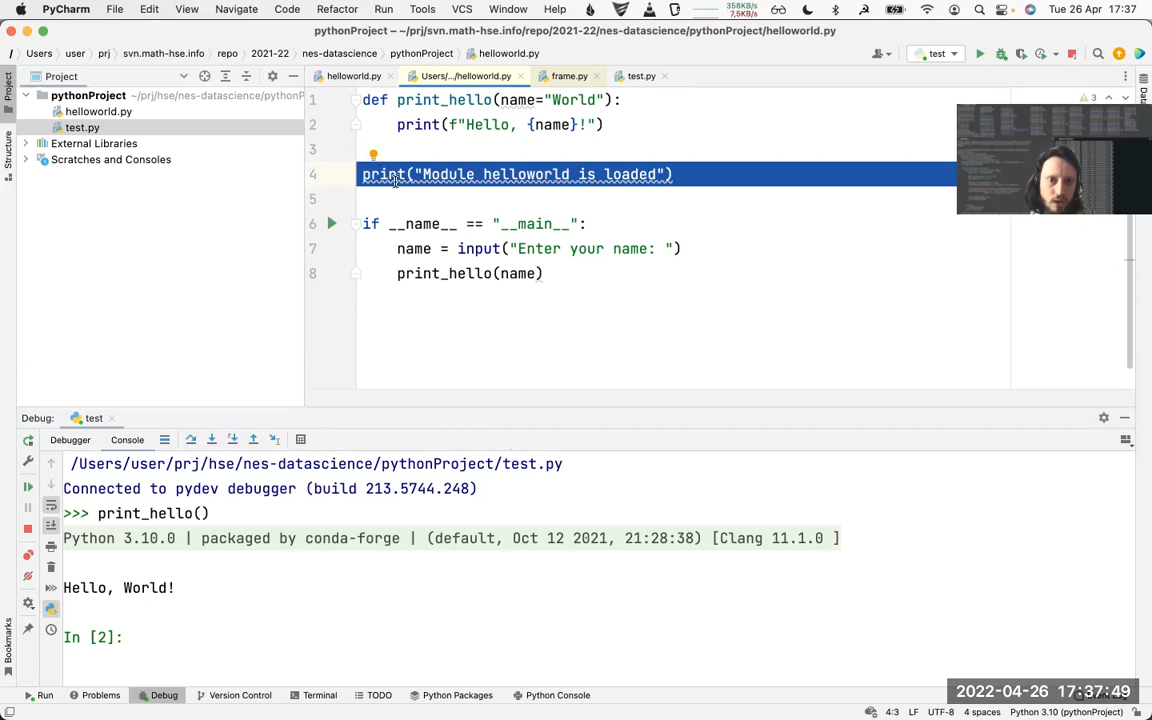 PyCharm File Edit View Navigate Code Refactor Run Tools VCS Window Help 358KB/s 7,5KB/s Tue 26 Apr 17:37
pythonProject – ~/prj/svn.math-hse.info/repo/2021-22/nes-datascience/pythonProject/helloworld.py
/ Users user prj svn.math-hse.info repo 2021-22 nes-datascience pythonProject helloworld.py test
Project helloworld.py Users/.../helloworld.py frame.py test.py
pythonProject ~/prj/hse/nes-datascience/pythonP
helloworld.py
test.py
External Libraries
Scratches and Consoles
Project
Structure
Bookmarks
1 def print_hello(name="World"): 3
2 print(f"Hello, {name}!")
3
4 print("Module helloworld is loaded")
5
6 if __name__ == "__main__":
7 name = input("Enter your name: ")
8 print_hello(name)
Debug: test
Debugger Console
/Users/user/prj/hse/nes-datascience/pythonProject/test.py
Connected to pydev debugger (build 213.5744.248)
>>> print_hello()
Python 3.10.0 | packaged by conda-forge | (default, Oct 12 2021, 21:28:38) [Clang 11.1.0 ]
Hello, World!
In [2]:
Run Problems Debug Version Control Terminal TODO Python Packages Python Console
2022-04-26 17:37:49
4:3 LF UTF-8 4 spaces Python 3.10 (pythonProject)